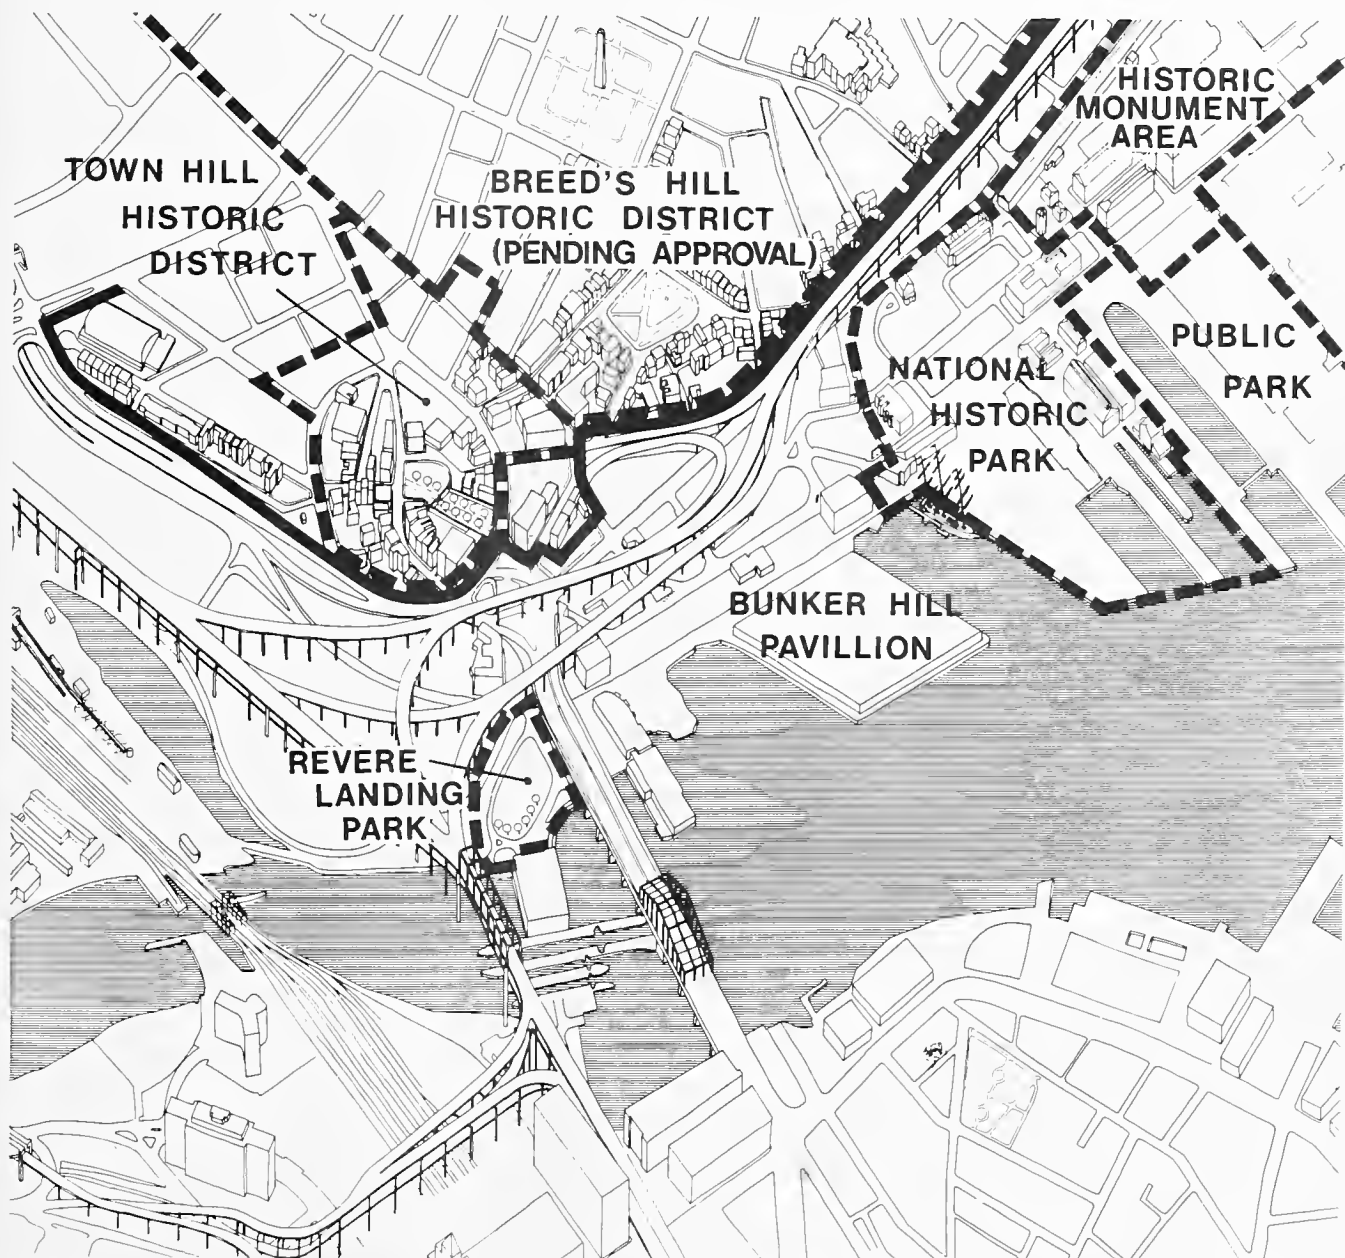 HISTORIC
MONUMENT
AREA
TOWN HILL
HISTORIC
DISTRICT
BREED'S HILL
HISTORIC DISTRICT
(PENDING APPROVAL)
PUBLIC
PARK
NATIONAL
HISTORIC
PARK
BUNKER HILL
PAVILLION
REVERE
LANDING
PARK